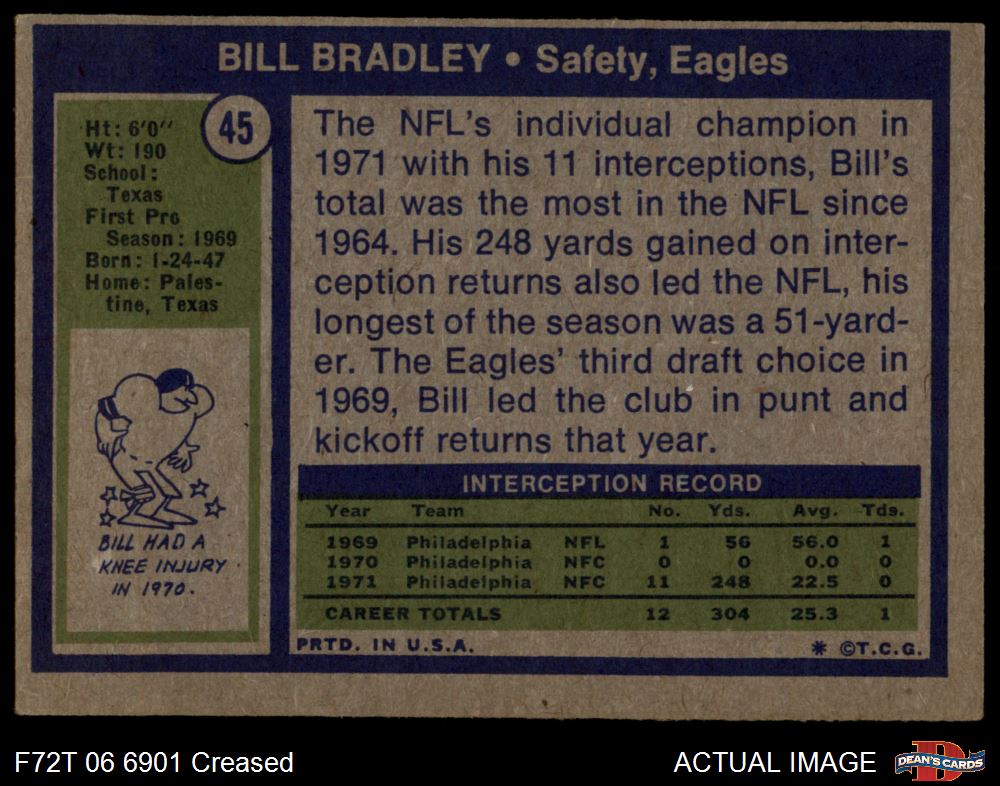 BILL BRADLEY • Safety, Eagles
45
Ht: 6'0"
Wt: 190
School:
Texas
First Pro
Season: 1969
Born: 1-24-47
Home: Pales-
tine, Texas
BILL HAD A
KNEE INJURY
IN 1970.
The NFL's individual champion in
1971 with his 11 interceptions, Bill's
total was the most in the NFL since
1964. His 248 yards gained on inter-
ception returns also led the NFL, his
longest of the season was a 51-yard-
er. The Eagles' third draft choice in
1969, Bill led the club in punt and
kickoff returns that year.
INTERCEPTION RECORD
Year Team No. Yds. Avg. Tds.
1969 Philadelphia NFL 1 56 56.0 1
1970 Philadelphia NFC 0 0 0.0 0
1971 Philadelphia NFC 11 248 22.5 0
CAREER TOTALS 12 304 25.3 1
PRTD. IN U.S.A. * ©T.C.G.
F72T 06 6901 Creased ACTUAL IMAGE
D
DEAN'S CARDS